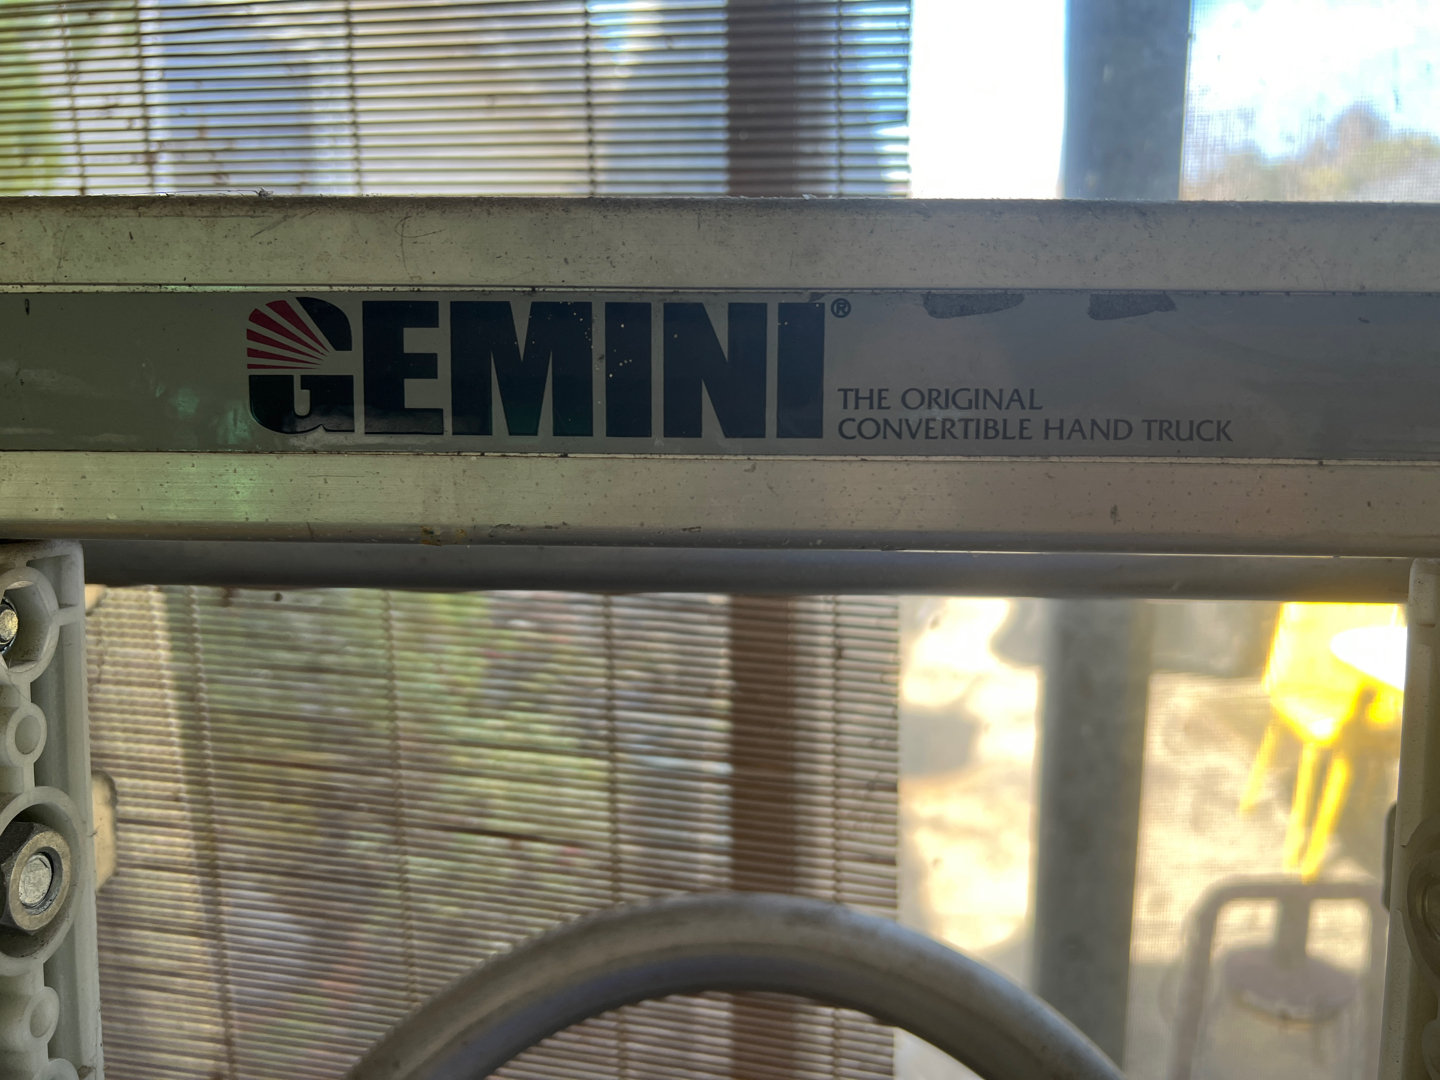 GEMINI®
THE ORIGINAL
CONVERTIBLE HAND TRUCK